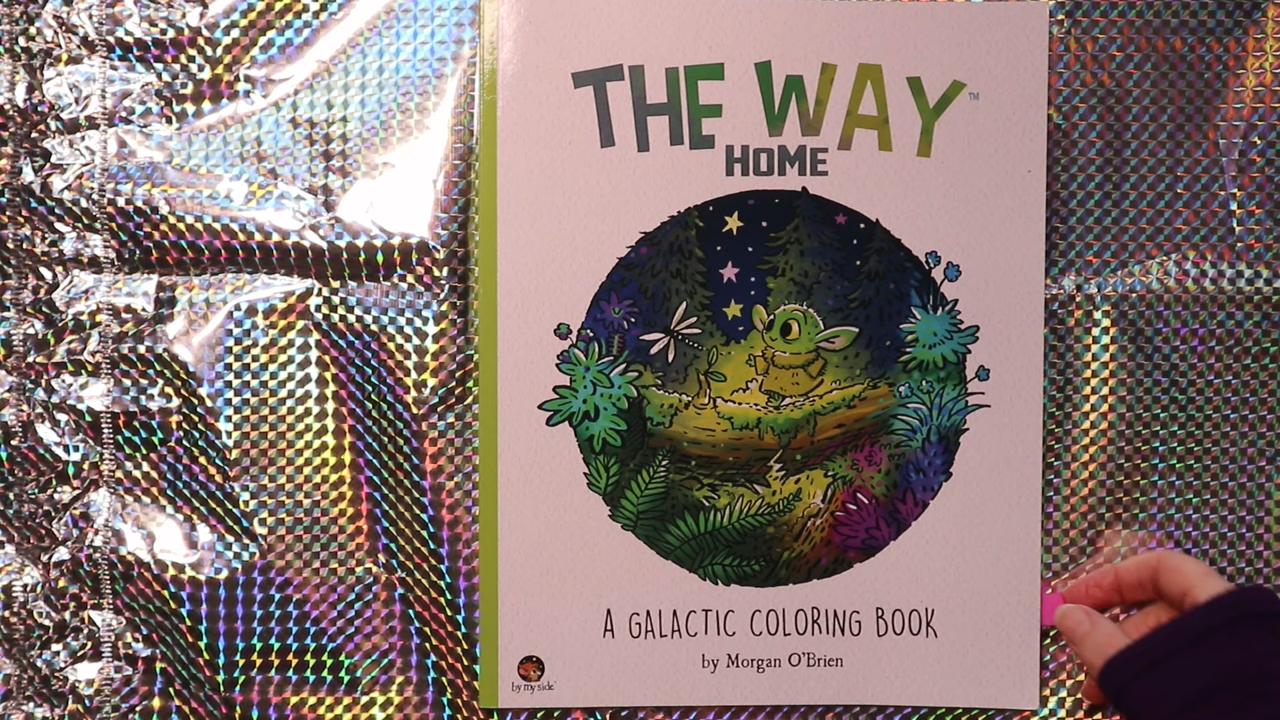 THE WAY™
HOME
A GALACTIC COLORING BOOK
by Morgan O'Brien
by my side